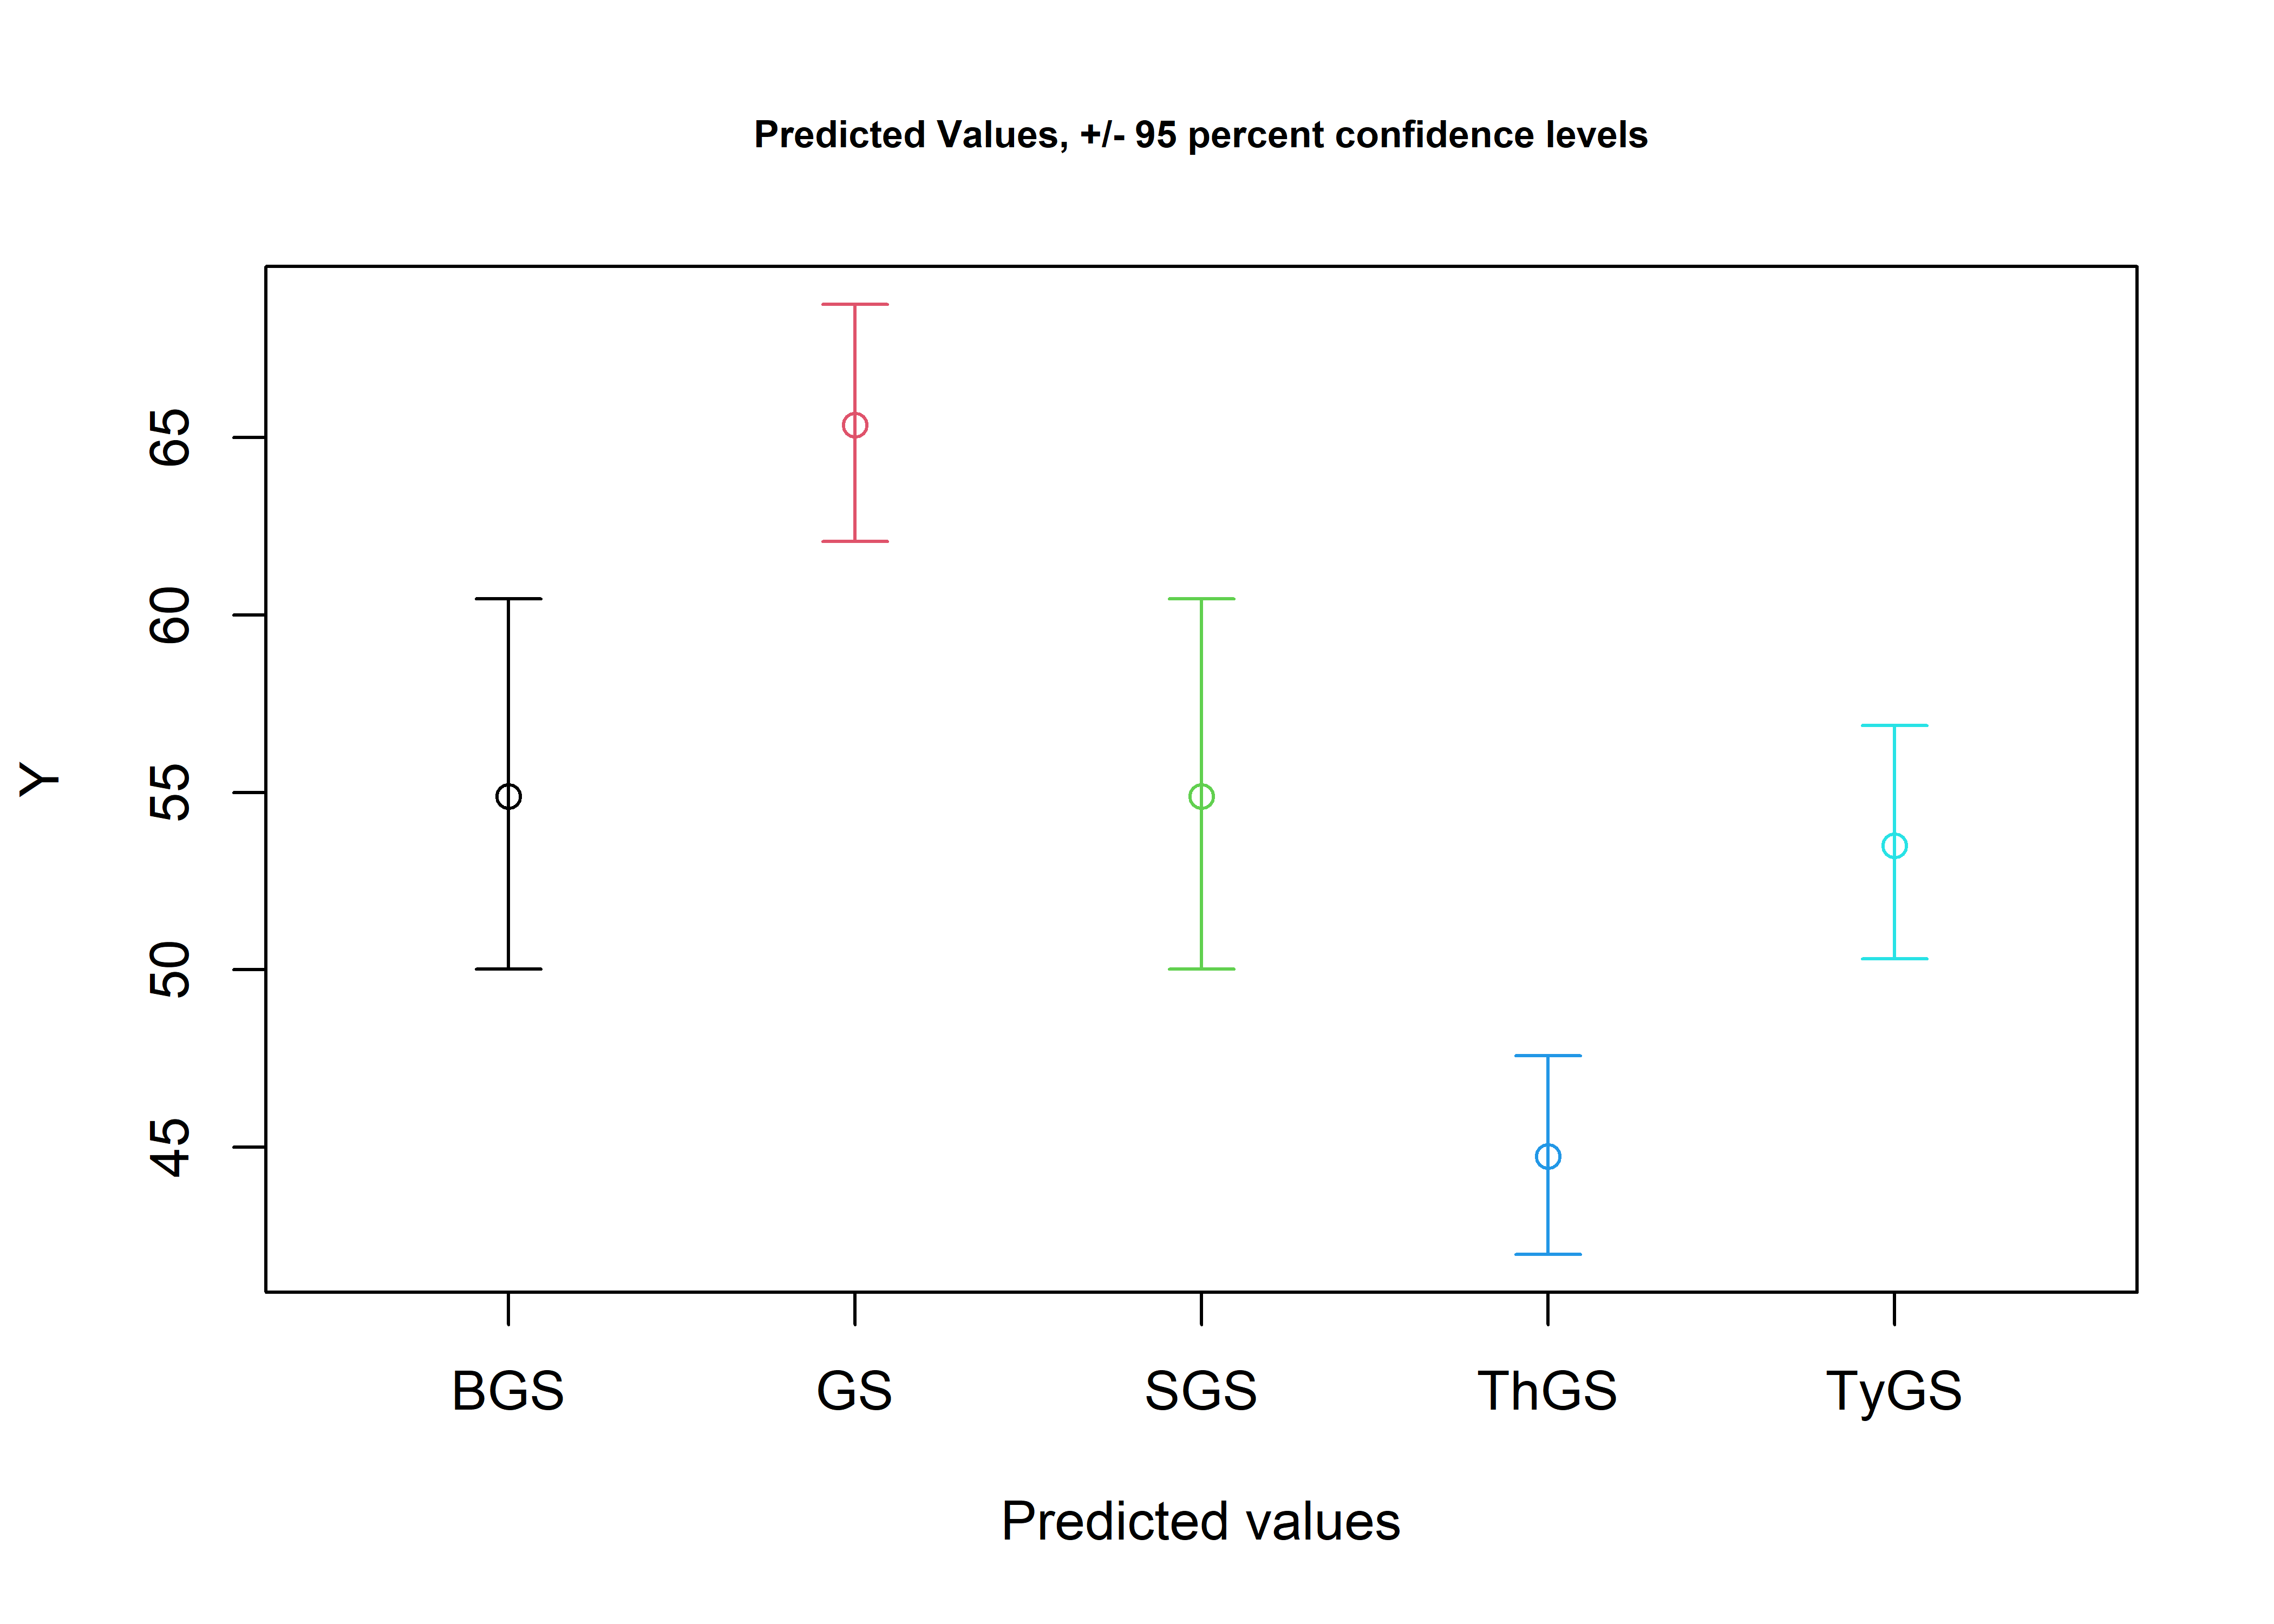 Predicted Values, +/- 95 percent confidence levels
Y
65
60
55
50
45
BGS GS SGS ThGS TyGS
Predicted values